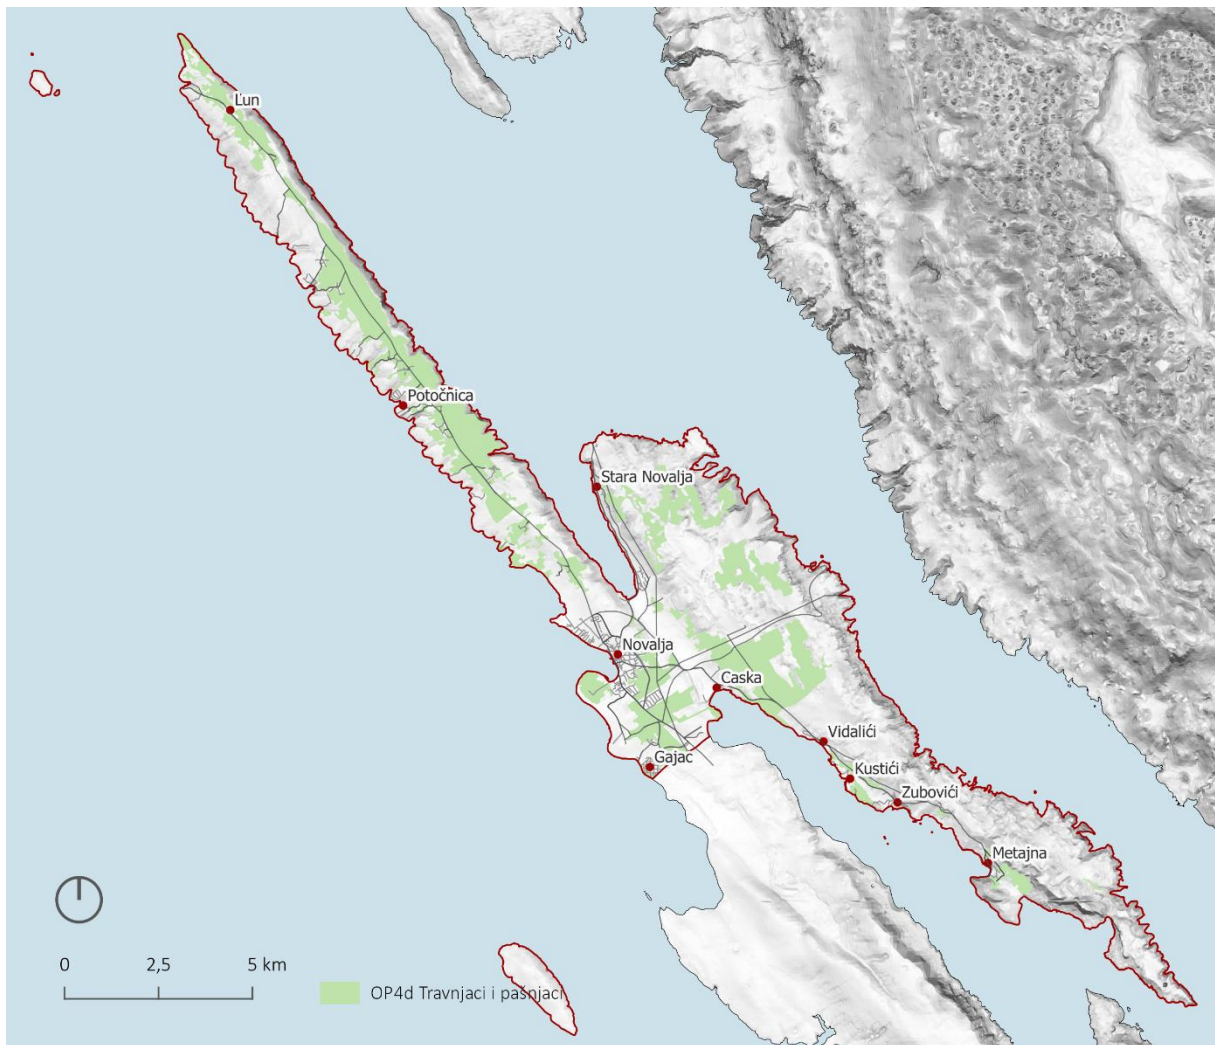 Lun
Potočnica
Stara Novalja
Novalja
Caska
Vidalići
Gajac
Kustići
Zubovići
Metajna
0 2,5 5 km
OP4d Travnjaci i pašnjaci